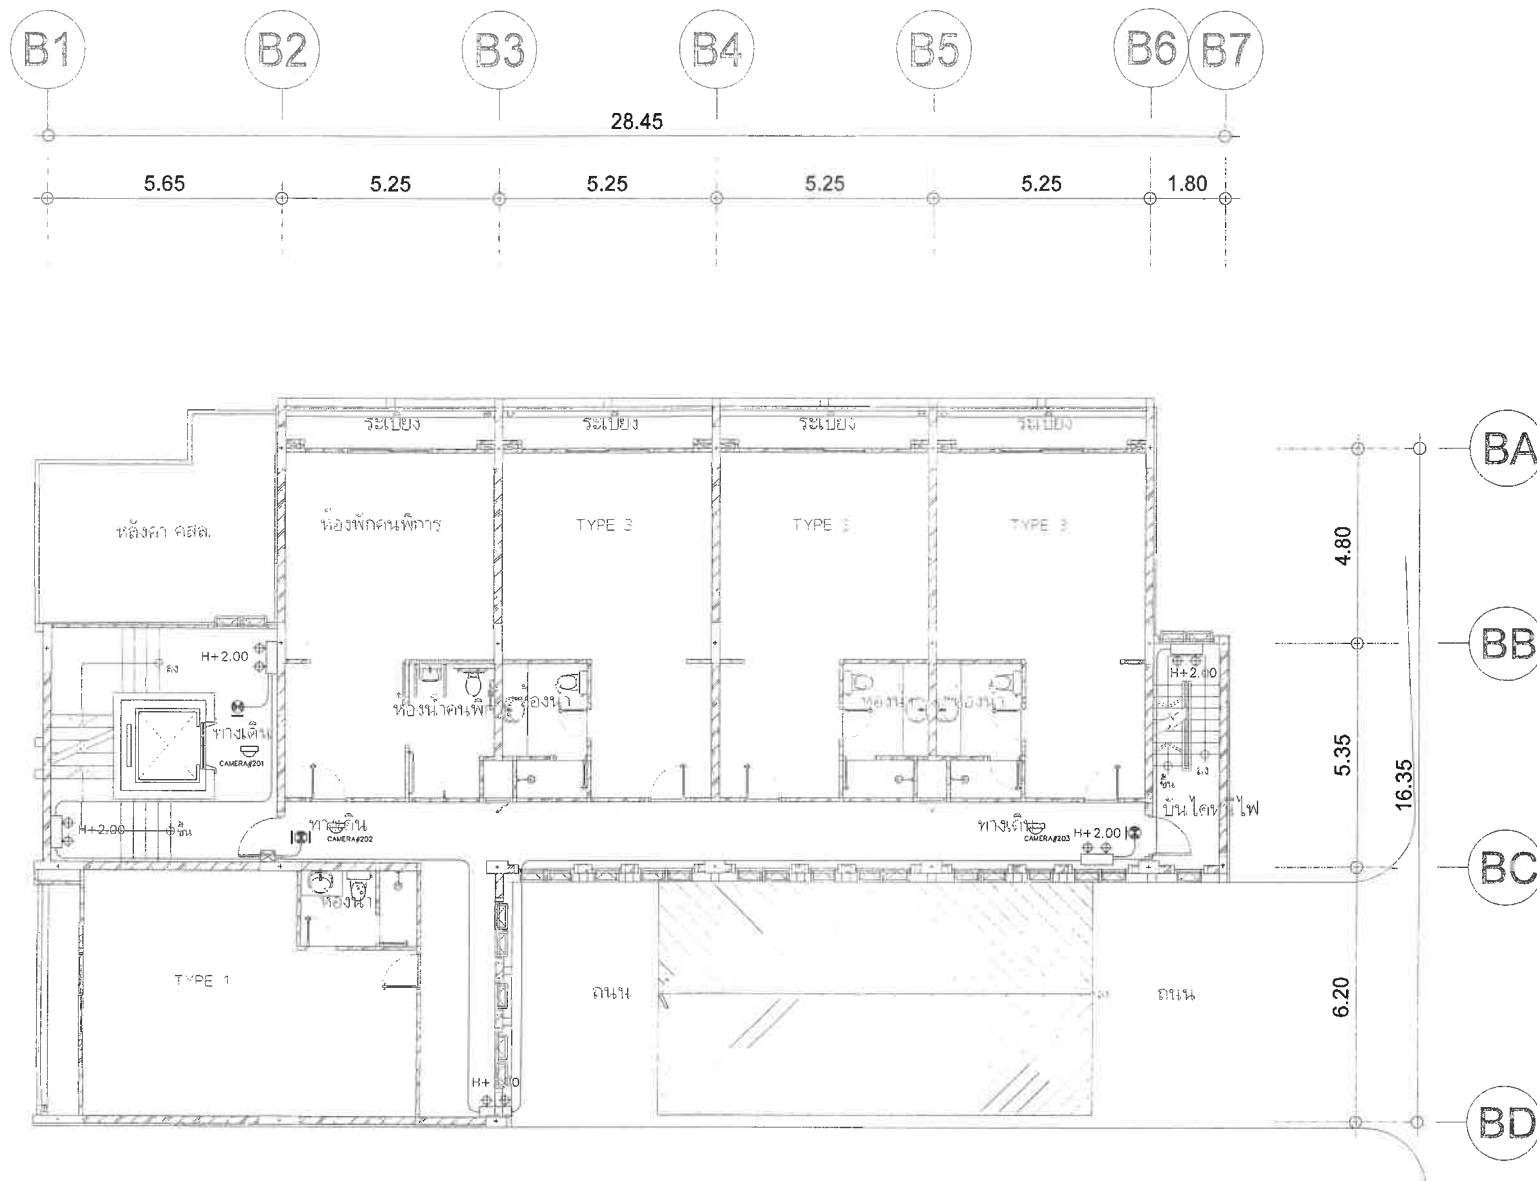 B1 B2 B3 B4 B5 B6 B7
28.45
5.65 5.25 5.25 5.25 5.25 1.80
ระเบียง ระเบียง ระเบียง ระเบียง
BA
หลังคา คสล. ห้องพักคนพิการ TYPE 3 TYPE TYPE 3
4.80
BB
H+2.00 ลง H+2.00
ห้องน้ำ ห้องน้ำ
ทางเดิน
CAMERA#201
5.35
16.35
ขึ้น ลง
บันไดหนีไฟ
H+2.00 ขึ้น ทางเดิน ทางเดิน H+2.00
CAMERA#202 CAMERA#203
BC
ห้องน้ำ
TYPE 1 ถนน ถนน
6.20
BD